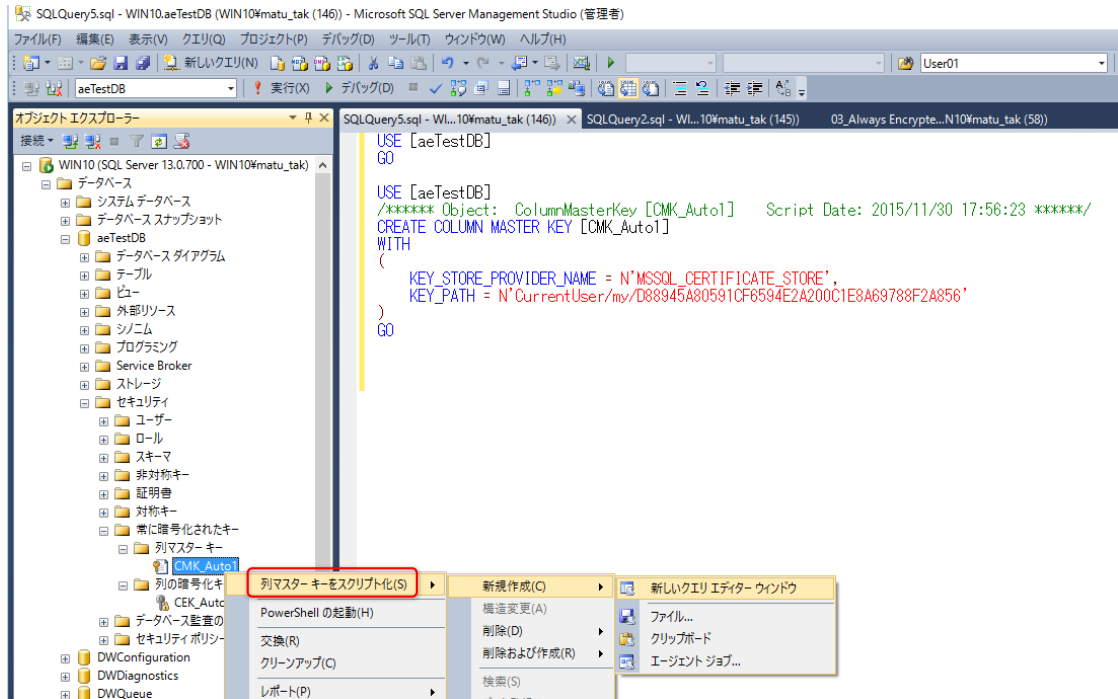 SQLQuery5.sql - WIN10.aeTestDB (WIN10¥matu_tak (146)) - Microsoft SQL Server Management Studio (管理者)
ファイル(F) 編集(E) 表示(V) クエリ(Q) プロジェクト(P) デバッグ(D) ツール(T) ウィンドウ(W) ヘルプ(H)
新しいクエリ(N) User01
aeTestDB 実行(X) デバッグ(D)
オブジェクト エクスプローラー
接続
WIN10 (SQL Server 13.0.700 - WIN10¥matu_tak)
データベース
システム データベース
データベース スナップショット
aeTestDB
データベース ダイアグラム
テーブル
ビュー
外部リソース
シノニム
プログラミング
Service Broker
ストレージ
セキュリティ
ユーザー
ロール
スキーマ
非対称キー
証明書
対称キー
常に暗号化されたキー
列マスター キー
CMK_Auto1
列の暗号化キ
CEK_Auto
データベース監査の
セキュリティ ポリシー
DWConfiguration
DWDiagnostics
DWQueue
SQLQuery5.sql - WI...10¥matu_tak (146)) SQLQuery2.sql - WI...10¥matu_tak (145)) 03_Always Encrypte...N10¥matu_tak (58))
USE [aeTestDB]
GO
USE [aeTestDB]
/****** Object:  ColumnMasterKey [CMK_Auto1]    Script Date: 2015/11/30 17:56:23 ******/
CREATE COLUMN MASTER KEY [CMK_Auto1]
WITH
(
KEY_STORE_PROVIDER_NAME = N'MSSQL_CERTIFICATE_STORE',
KEY_PATH = N'CurrentUser/my/D88945A80591CF6594E2A200C1E8A69788F2A856'
)
GO
列マスター キーをスクリプト化(S)
PowerShell の起動(H)
交換(R)
クリーンアップ(C)
レポート(P)
新規作成(C)
構造変更(A)
削除(D)
削除および作成(R)
検索(S)
新しいクエリ エディター ウィンドウ
ファイル...
クリップボード
エージェント ジョブ...